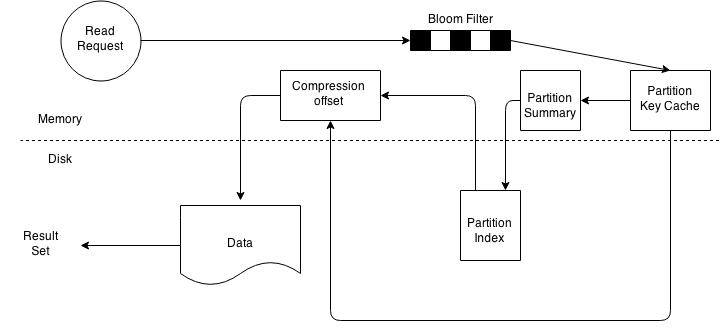 Read
Request
Bloom Filter
Compression
offset
Partition
Summary
Partition
Key Cache
Memory
Disk
Partition
Index
Result
Set
Data